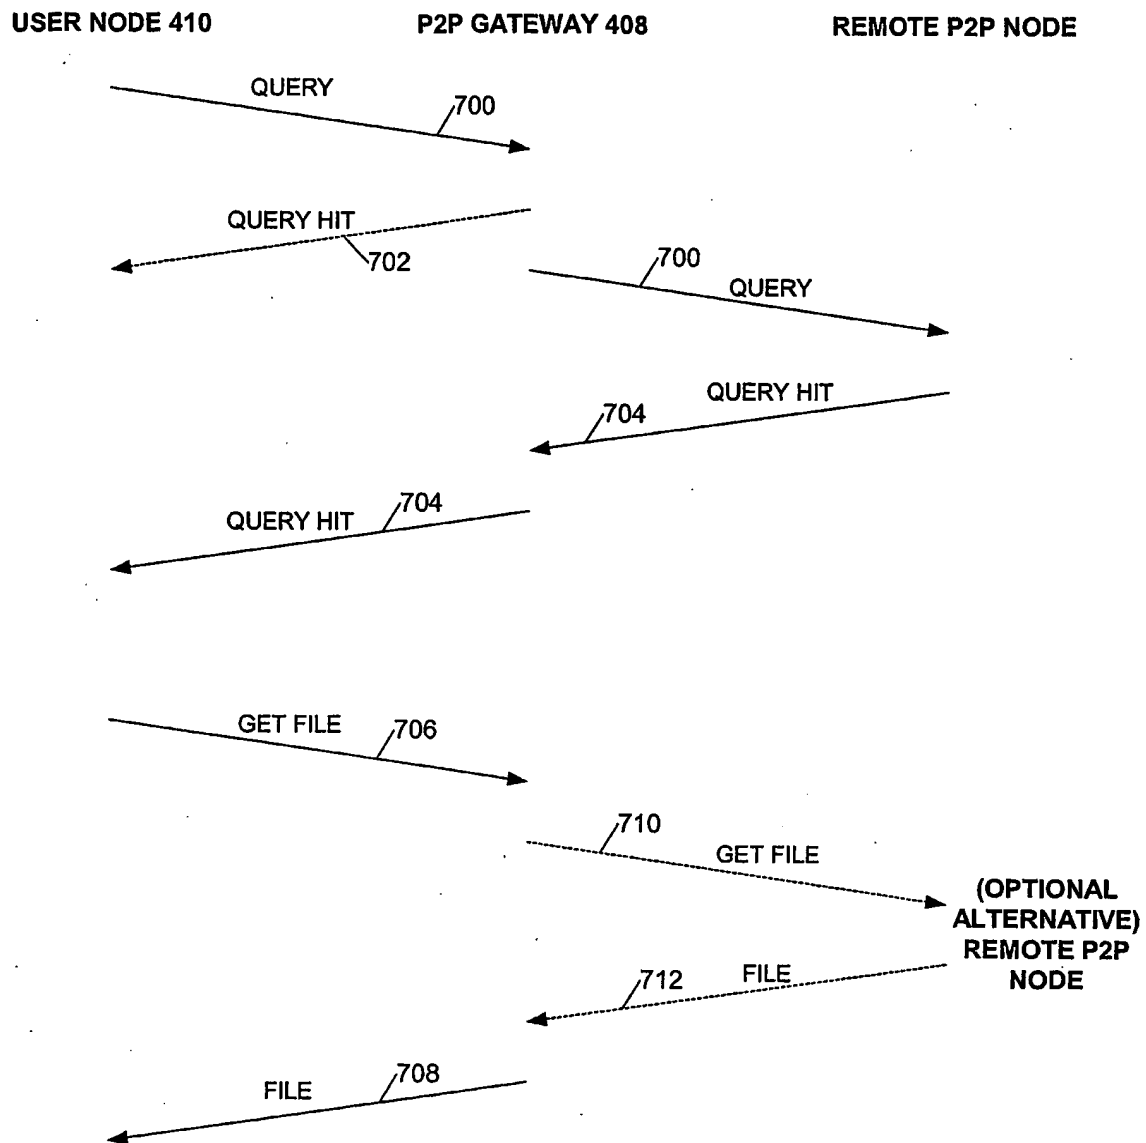 USER NODE 410
P2P GATEWAY 408
REMOTE P2P NODE
QUERY
700
QUERY HIT
702
700
QUERY
QUERY HIT
704
704
QUERY HIT
GET FILE
706
710
GET FILE
(OPTIONAL
ALTERNATIVE)
REMOTE P2P
NODE
FILE
712
FILE
708